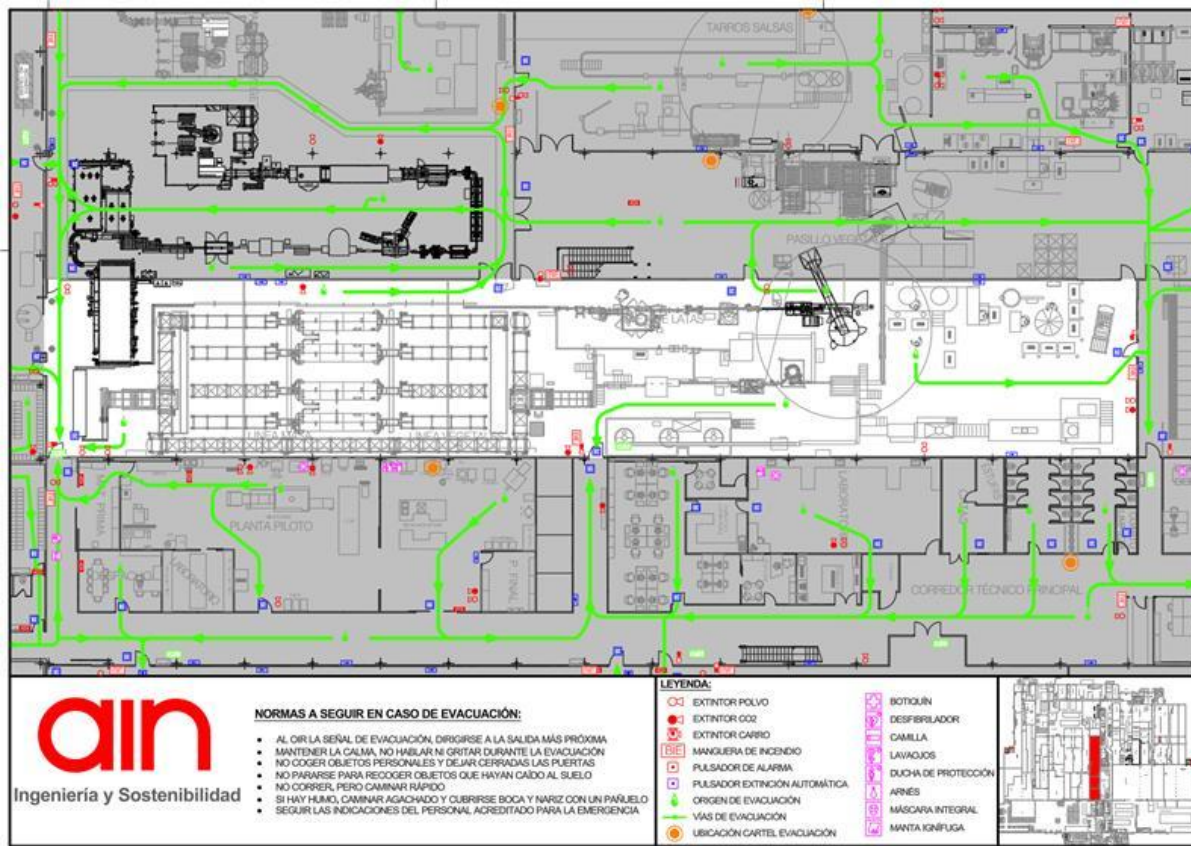 TARROS SALSAS
PASILLO VEGE
E LATAS
PLANTA PILOTO
LABORATORIO
P. FINAL
CORREDOR TÉCNICO PRINCIPAL
ain
Ingeniería y Sostenibilidad
NORMAS A SEGUIR EN CASO DE EVACUACIÓN:
• AL OIR LA SEÑAL DE EVACUACIÓN, DIRIGIRSE A LA SALIDA MÁS PRÓXIMA
• MANTENER LA CALMA, NO HABLAR NI GRITAR DURANTE LA EVACUACIÓN
• NO COGER OBJETOS PERSONALES Y DEJAR CERRADAS LAS PUERTAS
• NO PARARSE PARA RECOGER OBJETOS QUE HAYAN CAÍDO AL SUELO
• NO CORRER, PERO CAMINAR RÁPIDO
• SI HAY HUMO, CAMINAR AGACHADO Y CUBRIRSE BOCA Y NARIZ CON UN PAÑUELO
• SEGUIR LAS INDICACIONES DEL PERSONAL ACREDITADO PARA LA EMERGENCIA
LEYENDA:
EXTINTOR POLVO
EXTINTOR CO2
EXTINTOR CARRO
BIE MANGUERA DE INCENDIO
PULSADOR DE ALARMA
PULSADOR EXTINCIÓN AUTOMÁTICA
ORIGEN DE EVACUACIÓN
VÍAS DE EVACUACIÓN
UBICACIÓN CARTEL EVACUACIÓN
BOTIQUÍN
DESFIBRILADOR
CAMILLA
LAVAOJOS
DUCHA DE PROTECCIÓN
ARNÉS
MÁSCARA INTEGRAL
MANTA IGNÍFUGA